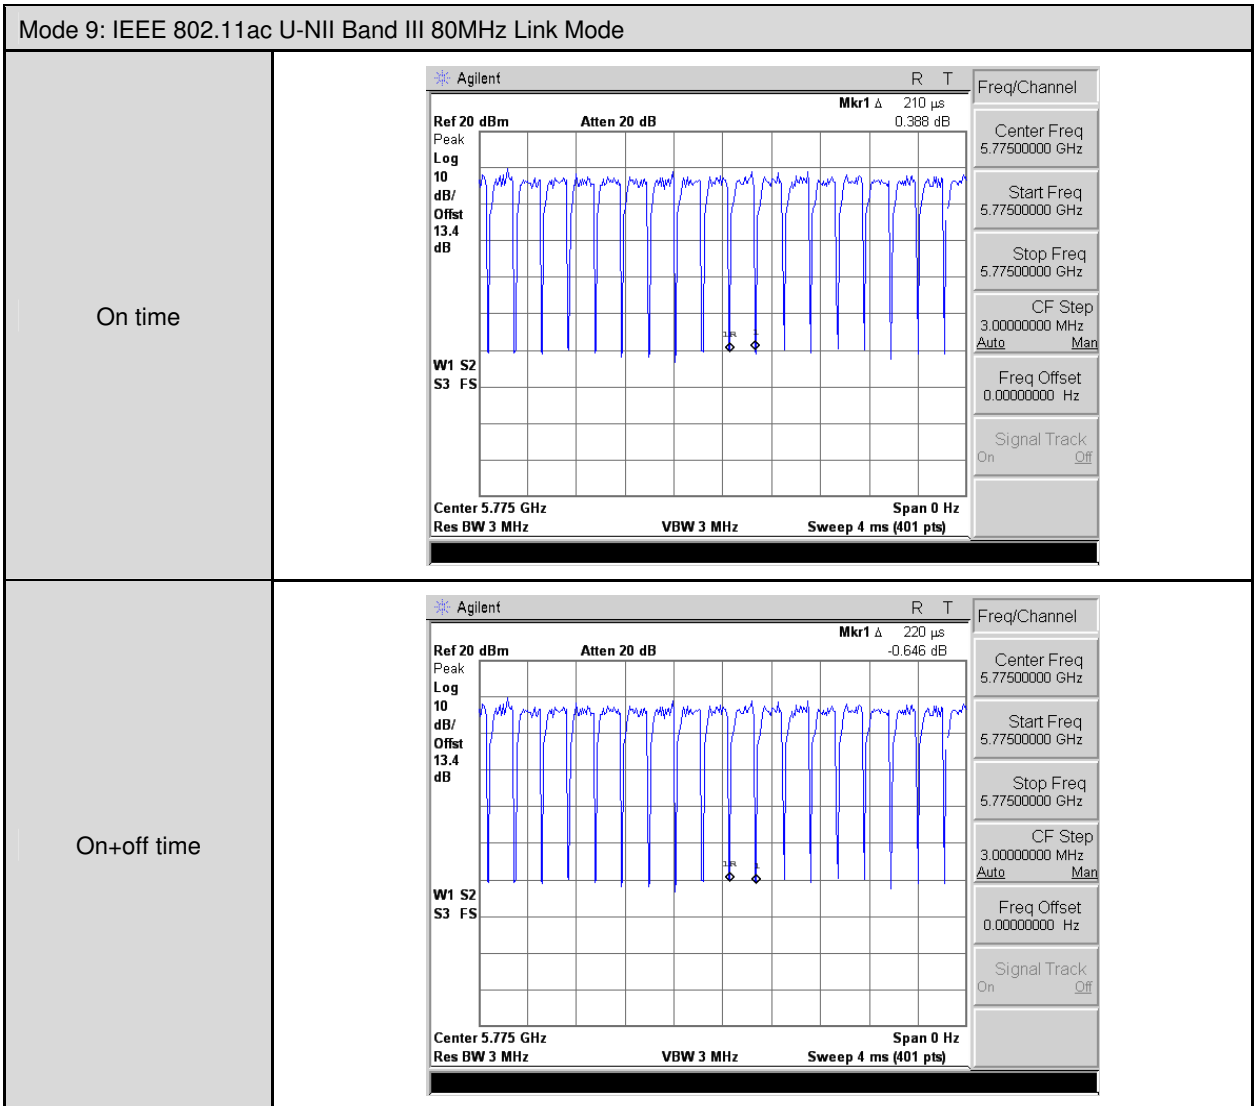 Mode 9: IEEE 802.11ac U-NII Band III 80MHz Link Mode
On time
Agilent R T
Mkr1 Δ 210 µs
Ref 20 dBm Atten 20 dB 0.388 dB
Peak
Log
10
dB/
Offst
13.4
dB
1R 1
W1 S2
S3 FS
Center 5.775 GHz Span 0 Hz
Res BW 3 MHz VBW 3 MHz Sweep 4 ms (401 pts)
Freq/Channel
Center Freq
5.77500000 GHz
Start Freq
5.77500000 GHz
Stop Freq
5.77500000 GHz
CF Step
3.00000000 MHz
Auto Man
Freq Offset
0.00000000 Hz
Signal Track
On Off
On+off time
Agilent R T
Mkr1 Δ 220 µs
Ref 20 dBm Atten 20 dB -0.646 dB
Peak
Log
10
dB/
Offst
13.4
dB
1R 1
W1 S2
S3 FS
Center 5.775 GHz Span 0 Hz
Res BW 3 MHz VBW 3 MHz Sweep 4 ms (401 pts)
Freq/Channel
Center Freq
5.77500000 GHz
Start Freq
5.77500000 GHz
Stop Freq
5.77500000 GHz
CF Step
3.00000000 MHz
Auto Man
Freq Offset
0.00000000 Hz
Signal Track
On Off